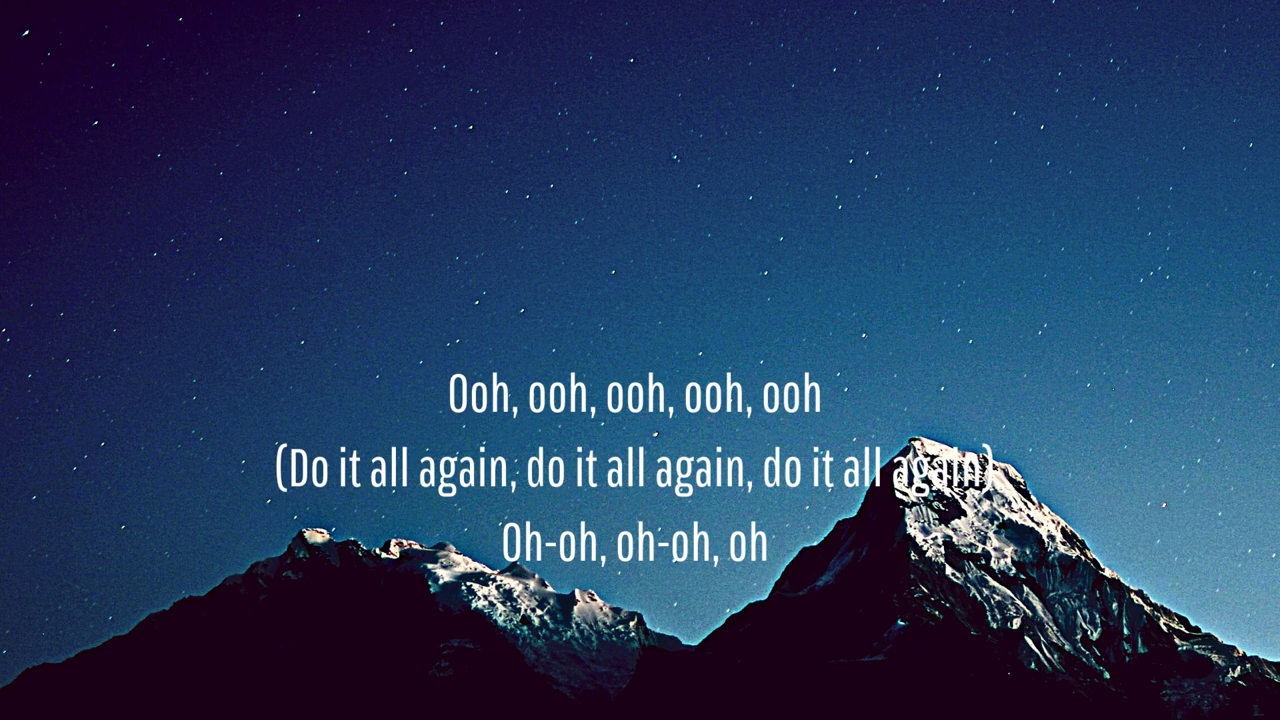 Ooh, ooh, ooh, ooh, ooh
(Do it all again, do it all again, do it all again)
Oh-oh, oh-oh, oh